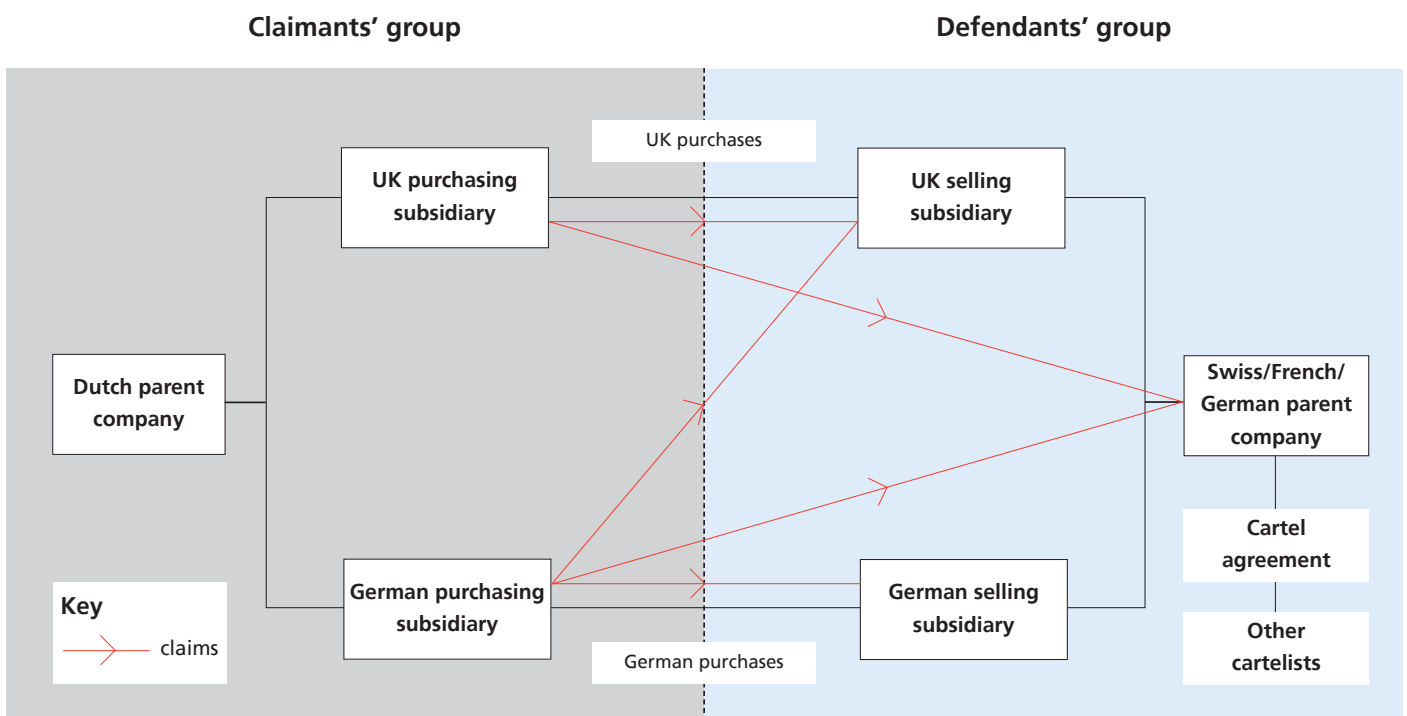 Claimants’ group
Defendants’ group
UK purchases
UK purchasing
subsidiary
UK selling
subsidiary
Dutch parent
company
Swiss/French/
German parent
company
Cartel
agreement
Other
cartelists
German purchasing
subsidiary
German selling
subsidiary
German purchases
Key
claims